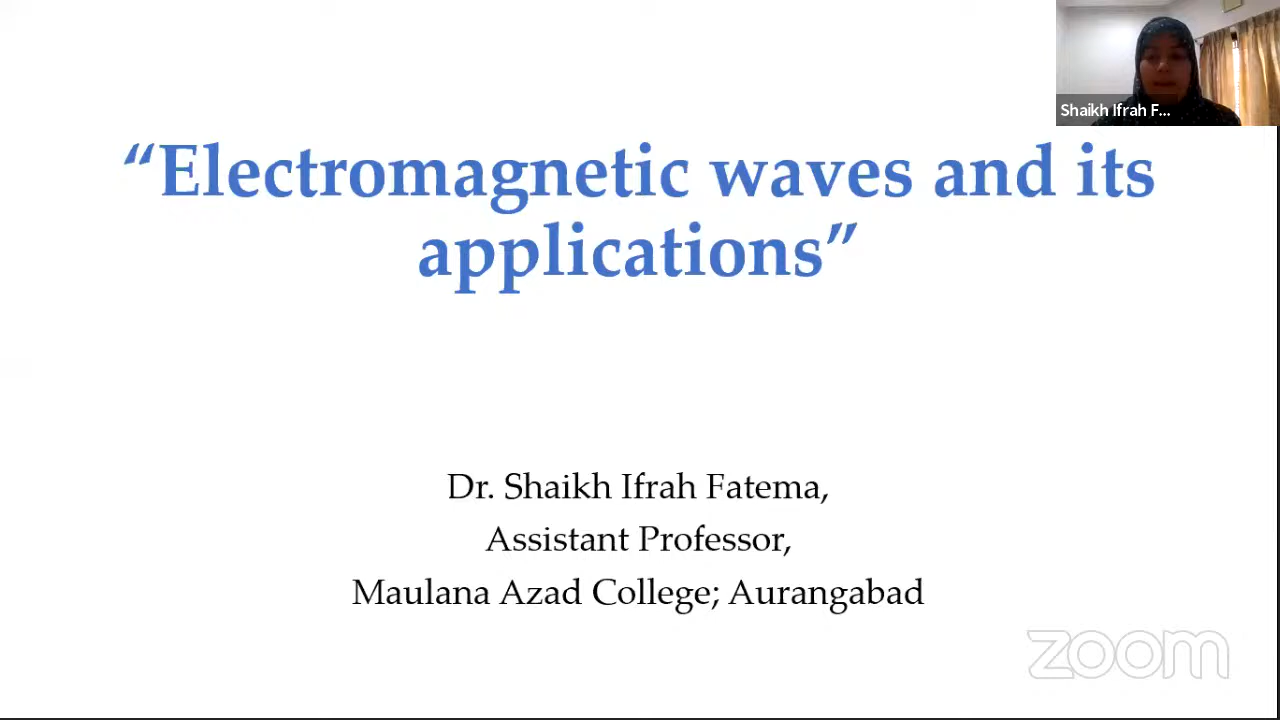 Shaikh Ifrah F...
“Electromagnetic waves and its
applications”
Dr. Shaikh Ifrah Fatema,
Assistant Professor,
Maulana Azad College; Aurangabad
zoom